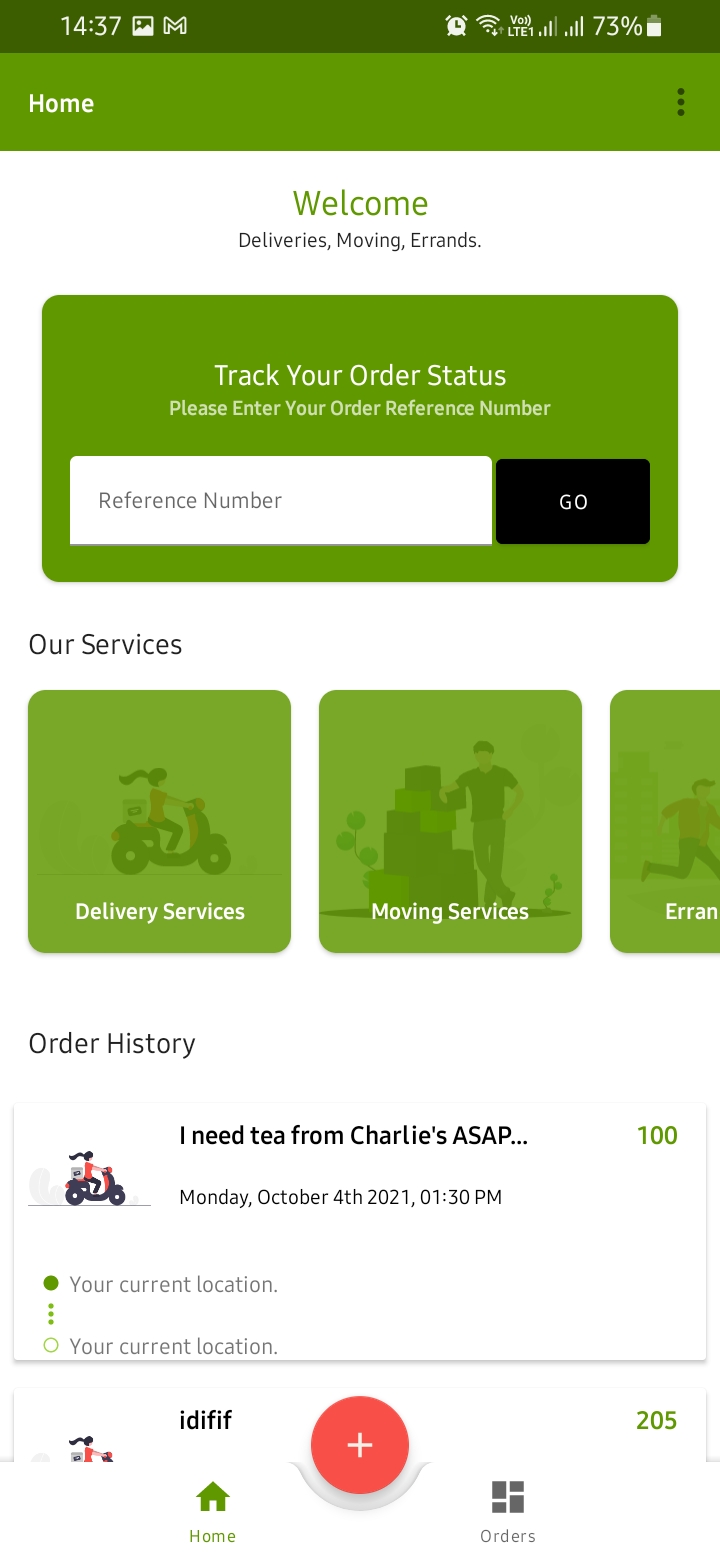 14:37 Vo)) LTE1 73%
Home
Welcome
Deliveries, Moving, Errands.
Track Your Order Status
Please Enter Your Order Reference Number
Reference Number GO
Our Services
Delivery Services Moving Services Erran
Order History
I need tea from Charlie's ASAP... 100
Monday, October 4th 2021, 01:30 PM
Your current location.
Your current location.
idifif 205
Home Orders